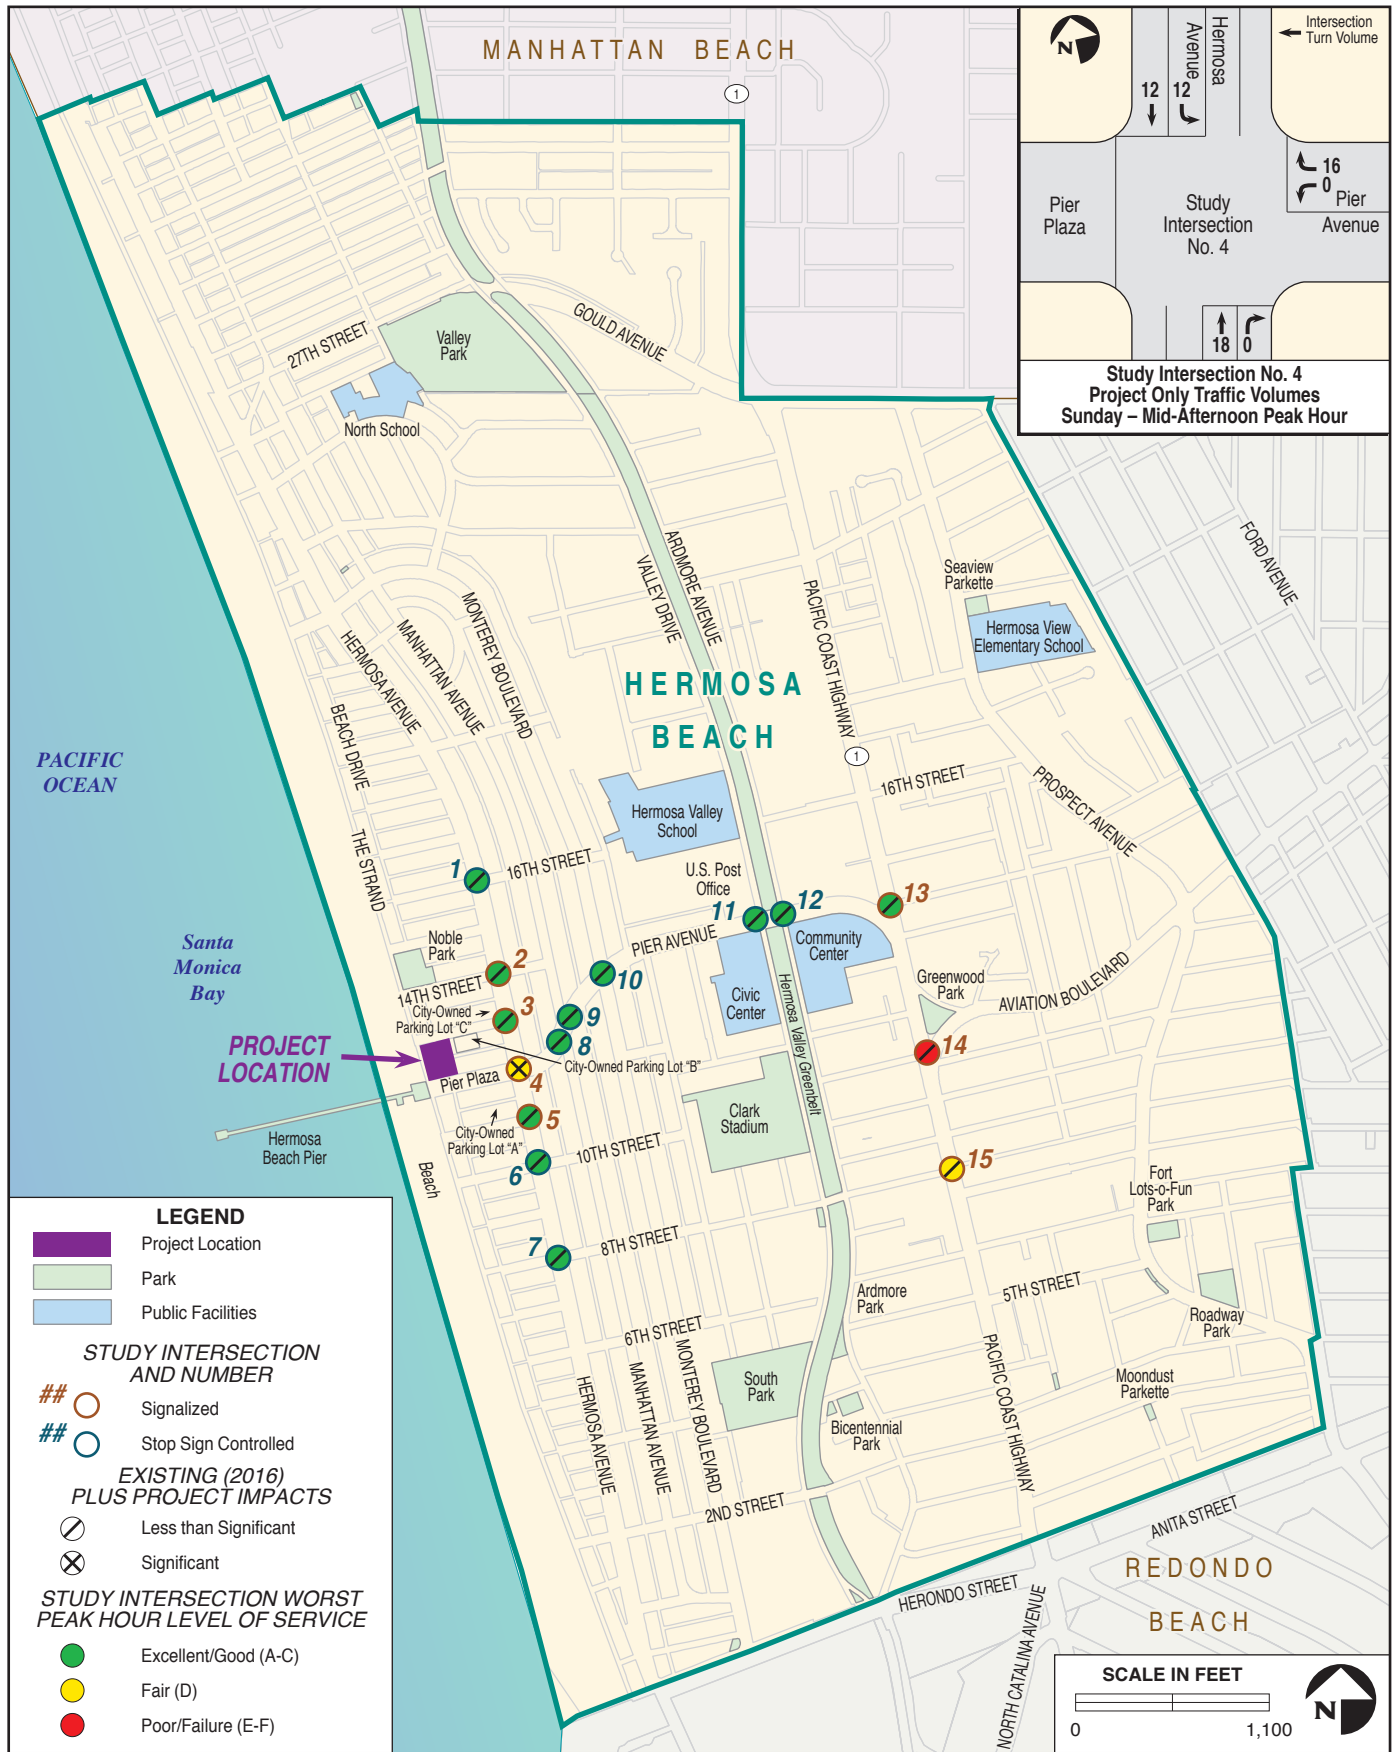 MANHATTAN BEACH
1
N
Hermosa
Avenue
Intersection
Turn Volume
12
12
16
0
Pier
Avenue
Pier
Plaza
Study
Intersection
No. 4
18
0
Study Intersection No. 4
Project Only Traffic Volumes
Sunday – Mid-Afternoon Peak Hour
27TH STREET
Valley
Park
GOULD AVENUE
North School
FORD AVENUE
ARDMORE AVENUE
VALLEY DRIVE
Seaview
Parkette
Hermosa View
Elementary School
PACIFIC COAST HIGHWAY
MONTEREY BOULEVARD
MANHATTAN AVENUE
HERMOSA AVENUE
BEACH DRIVE
HERMOSA
BEACH
1
PACIFIC
OCEAN
16TH STREET
PROSPECT AVENUE
Hermosa Valley
School
THE STRAND
1
16TH STREET
U.S. Post
Office
11
12
13
Noble
Park
PIER AVENUE
Community
Center
Santa
Monica
Bay
2
14TH STREET
10
Greenwood
Park
AVIATION BOULEVARD
Civic
Center
Hermosa Valley Greenbelt
City-Owned
Parking Lot “C”
3
9
8
PROJECT
LOCATION
14
City-Owned Parking Lot “B”
Pier Plaza
4
Clark
Stadium
5
City-Owned
Parking Lot “A”
Hermosa
Beach Pier
10TH STREET
6
15
Beach
Fort
Lots-o-Fun
Park
7
8TH STREET
5TH STREET
Ardmore
Park
Roadway
Park
6TH STREET
South
Park
PACIFIC COAST HIGHWAY
Moondust
Parkette
HERMOSA AVENUE
MANHATTAN AVENUE
MONTEREY BOULEVARD
Bicentennial
Park
2ND STREET
ANITA STREET
HERONDO STREET
NORTH CATALINA AVENUE
REDONDO
BEACH
LEGEND
Project Location
Park
Public Facilities
STUDY INTERSECTION
AND NUMBER
## Signalized
## Stop Sign Controlled
EXISTING (2016)
PLUS PROJECT IMPACTS
Less than Significant
Significant
STUDY INTERSECTION WORST
PEAK HOUR LEVEL OF SERVICE
Excellent/Good (A-C)
Fair (D)
Poor/Failure (E-F)
SCALE IN FEET
0 1,100
N